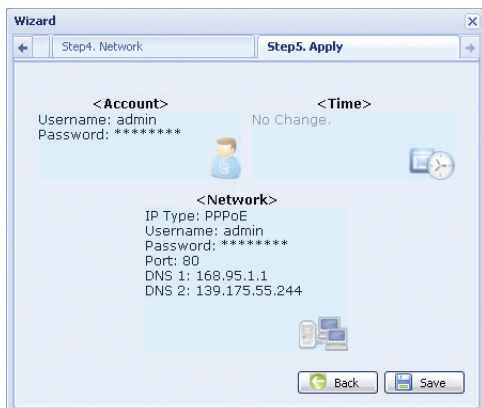 Wizard
Step4. Network
Step5. Apply
<Account>
Username: admin
Password: ********
<Time>
No Change.
<Network>
IP Type: PPPoE
Username: admin
Password: ********
Port: 80
DNS 1: 168.95.1.1
DNS 2: 139.175.55.244
Back
Save